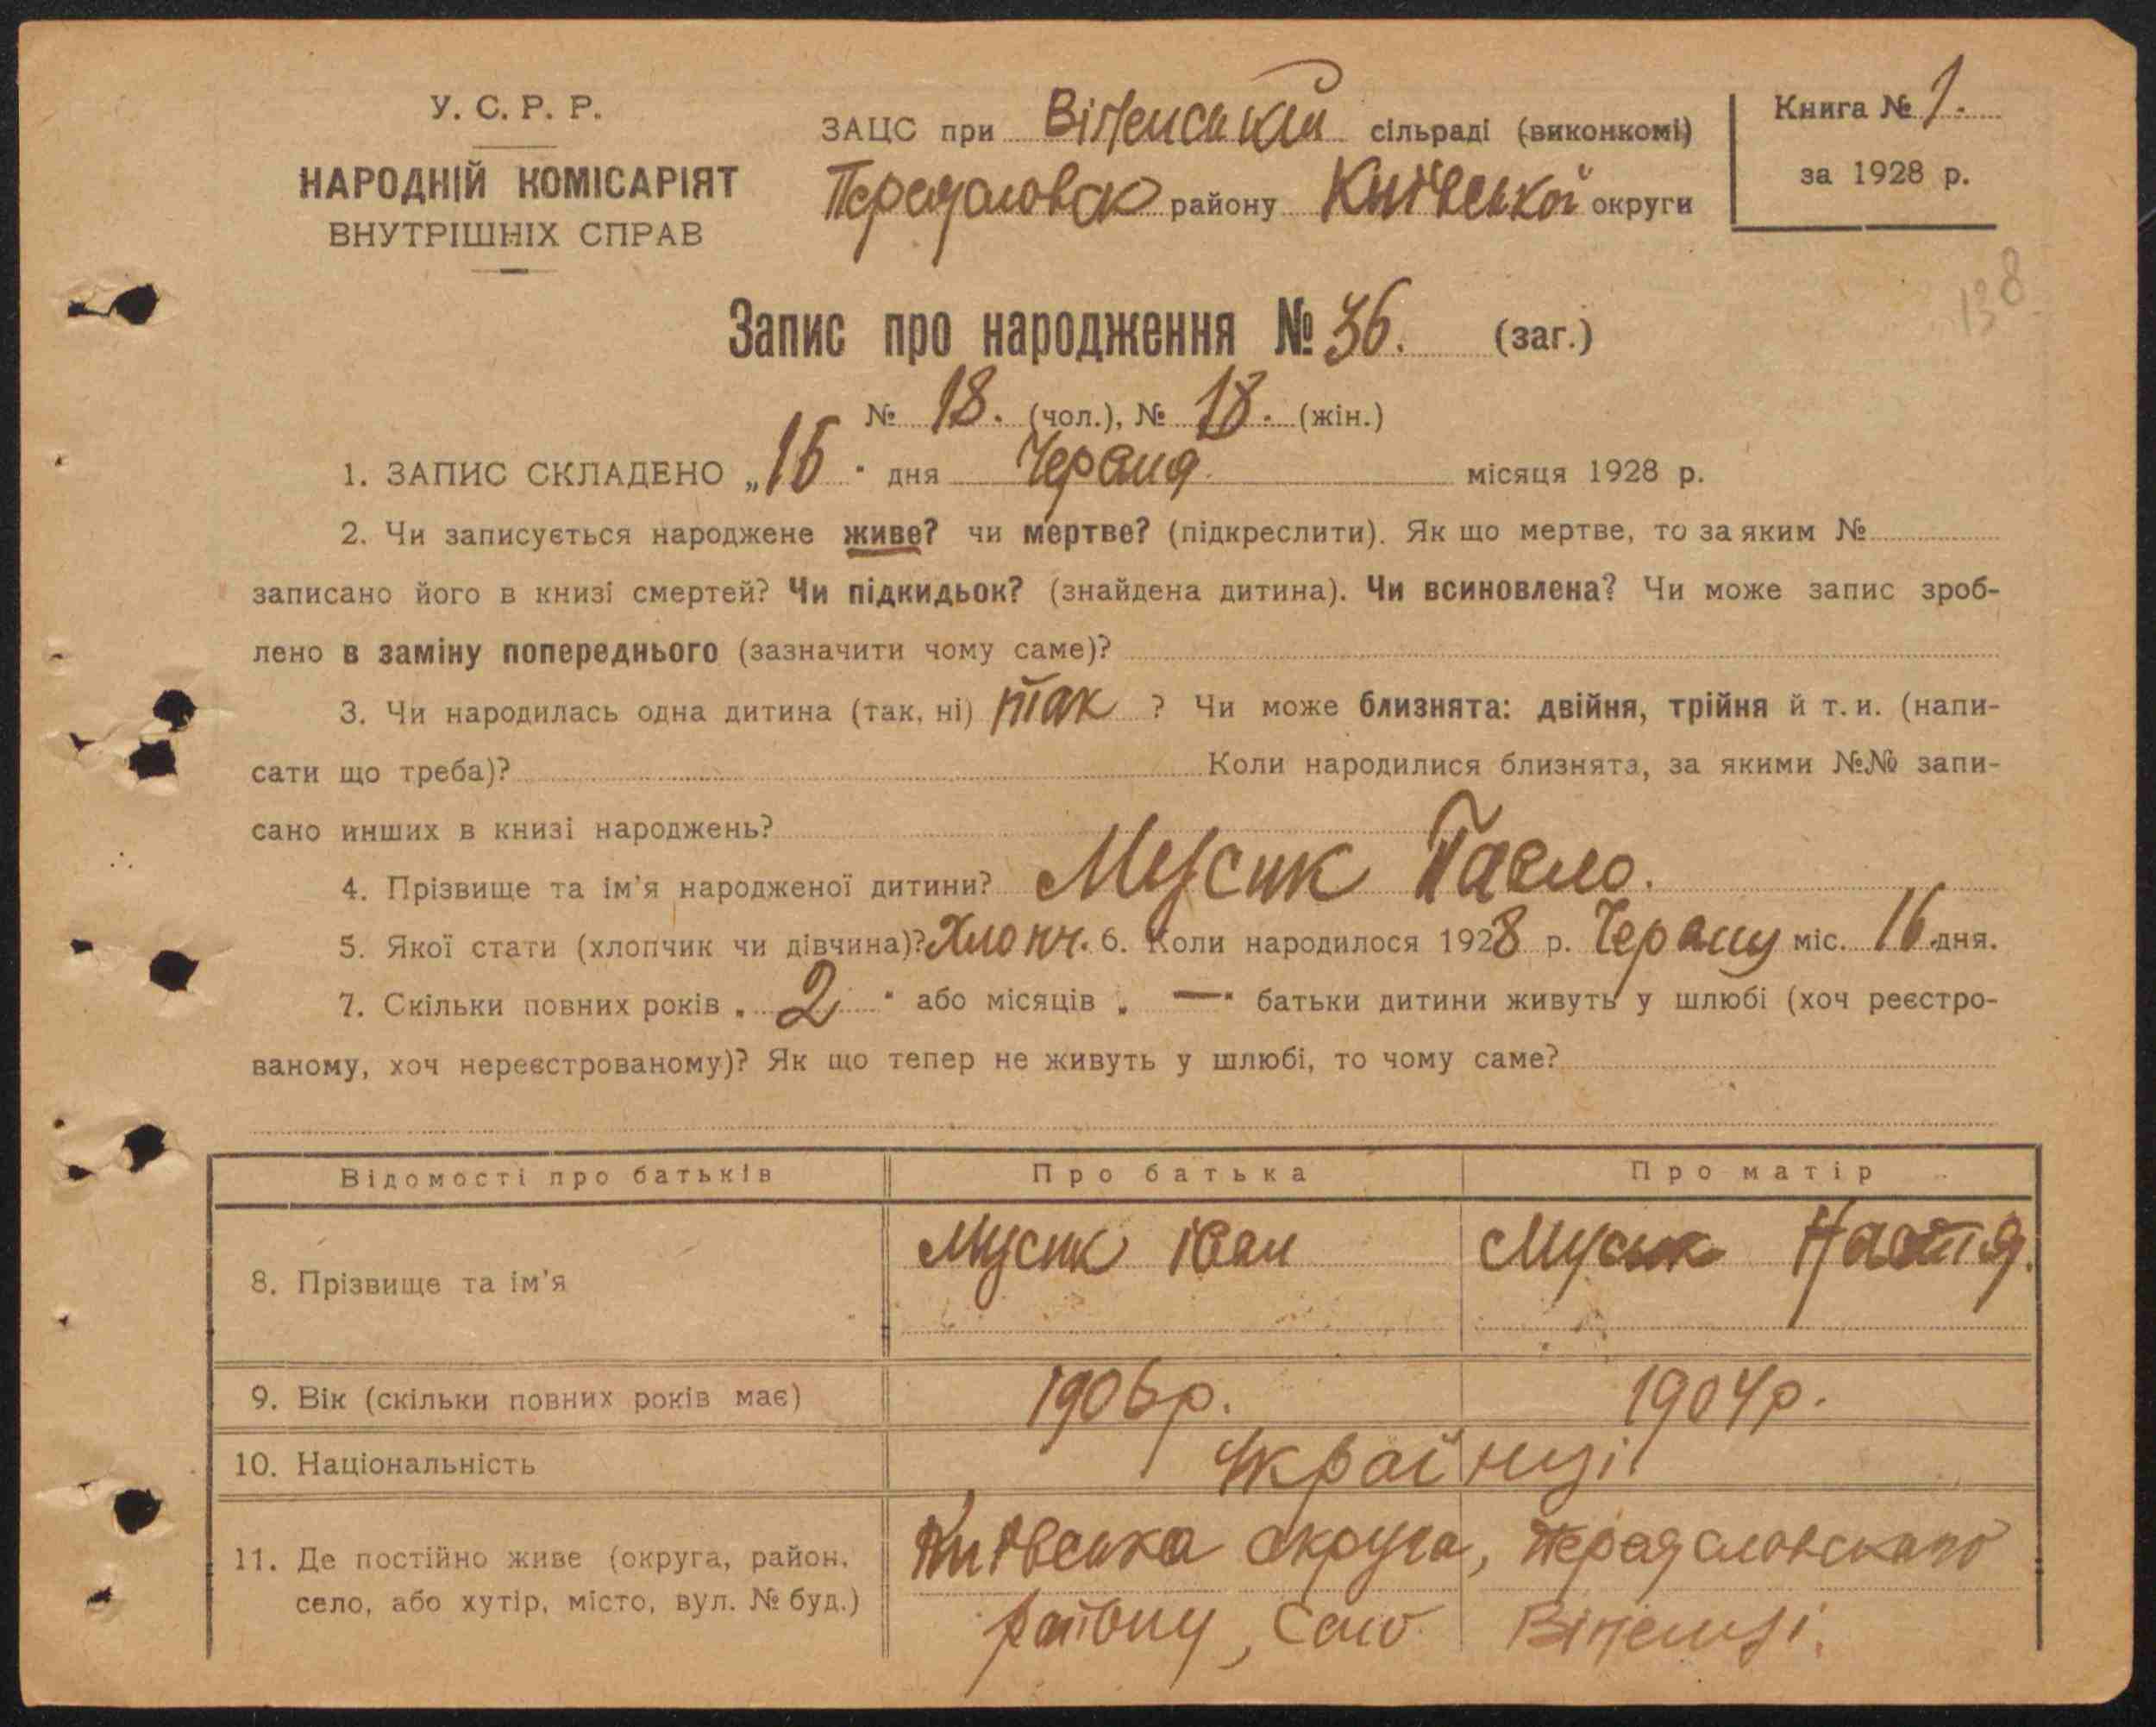 У. С. Р. Р.
НАРОДНІЙ КОМІСАРІЯТ
ВНУТРІШНІХ СПРАВ
ЗАЦС при сільраді (виконкомі)
району Київської округи
Книга № 1.
за 1928 р.
138
Запис про народження № 36. (заг.)
№ 18. (чол.), № 18. (жін.)
1. ЗАПИС СКЛАДЕНО „16" дня Червня місяця 1928 р.
2. Чи записується народжене живе? чи мертве? (підкреслити). Як що мертве, то за яким №
записано його в книзі смертей? Чи підкидьок? (знайдена дитина). Чи всиновлена? Чи може запис зроб-
лено в заміну попереднього (зазначити чому саме)?
3. Чи народилась одна дитина (так, ні) так ? Чи може близнята: двійня, трійня й т. и. (напи-
сати що треба)? Коли народилися близнята, за якими №№ запи-
сано инших в книзі народжень?
4. Прізвище та ім'я народженої дитини? Мусик Павло.
5. Якої стати (хлопчик чи дівчина)? Хлопч. 6. Коли народилося 1928 р. Червня міс. 16 дня.
7. Скільки повних років „ 2 " або місяців „ — " батьки дитини живуть у шлюбі (хоч реєстро-
ваному, хоч нереєстрованому)? Як що тепер не живуть у шлюбі, то чому саме?
Відомості про батьків Про батька Про матір
8. Прізвище та ім'я Мусик Іван Мусик Настя.
9. Вік (скільки повних років має) 1906р. 1904р.
10. Національність Українці
11. Де постійно живе (округа, район, Київська округа,
село, або хутір, місто, вул. № буд.) району, Село